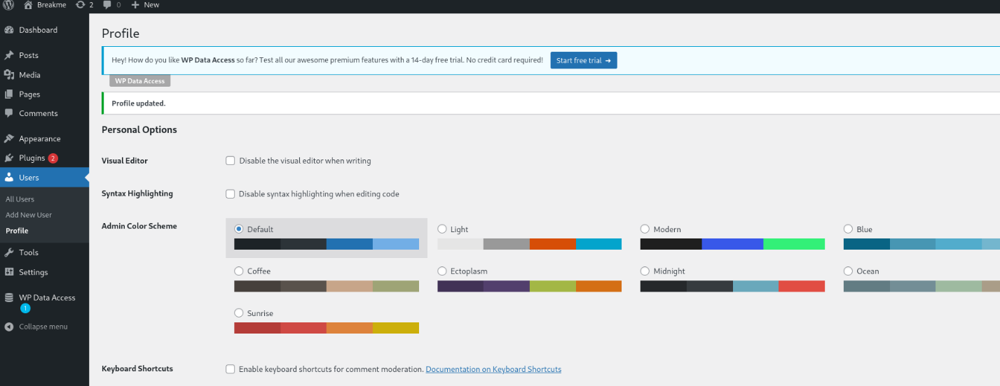 Breakme 2 0 New
Dashboard
Posts
Media
Pages
Comments
Appearance
Plugins 2
Users
All Users
Add New User
Profile
Tools
Settings
WP Data Access
1
Collapse menu
Profile
Hey! How do you like WP Data Access so far? Test all our awesome premium features with a 14-day free trial. No credit card required! Start free trial →
WP Data Access
Profile updated.
Personal Options
Visual Editor Disable the visual editor when writing
Syntax Highlighting Disable syntax highlighting when editing code
Admin Color Scheme Default Light Modern Blue
Coffee Ectoplasm Midnight Ocean
Sunrise
Keyboard Shortcuts Enable keyboard shortcuts for comment moderation. Documentation on Keyboard Shortcuts